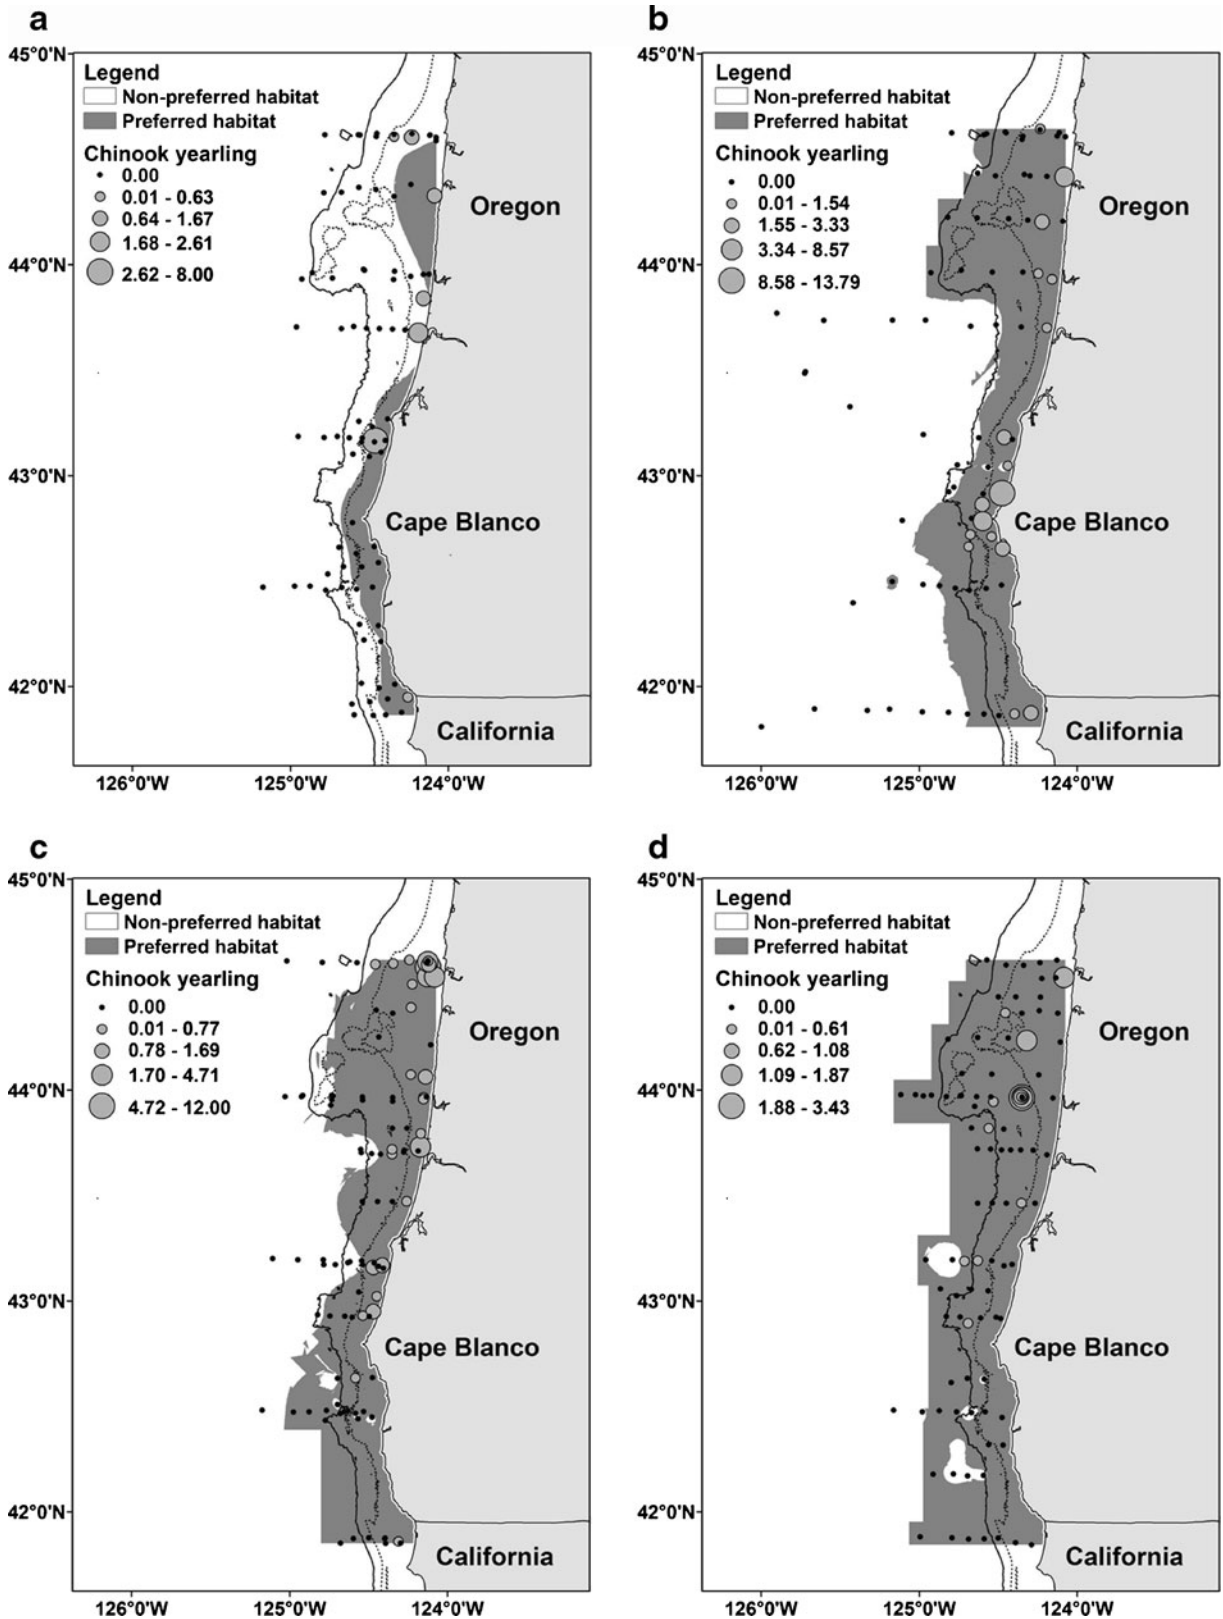 a
45°0'N
44°0'N
43°0'N
42°0'N
126°0'W
125°0'W
124°0'W
Legend
Non-preferred habitat
Preferred habitat
Chinook yearling
0.00
0.01 - 0.63
0.64 - 1.67
1.68 - 2.61
2.62 - 8.00
Oregon
Cape Blanco
California
b
45°0'N
44°0'N
43°0'N
42°0'N
126°0'W
125°0'W
124°0'W
Legend
Non-preferred habitat
Preferred habitat
Chinook yearling
0.00
0.01 - 1.54
1.55 - 3.33
3.34 - 8.57
8.58 - 13.79
Oregon
Cape Blanco
California
c
45°0'N
44°0'N
43°0'N
42°0'N
126°0'W
125°0'W
124°0'W
Legend
Non-preferred habitat
Preferred habitat
Chinook yearling
0.00
0.01 - 0.77
0.78 - 1.69
1.70 - 4.71
4.72 - 12.00
Oregon
Cape Blanco
California
d
45°0'N
44°0'N
43°0'N
42°0'N
126°0'W
125°0'W
124°0'W
Legend
Non-preferred habitat
Preferred habitat
Chinook yearling
0.00
0.01 - 0.61
0.62 - 1.08
1.09 - 1.87
1.88 - 3.43
Oregon
Cape Blanco
California